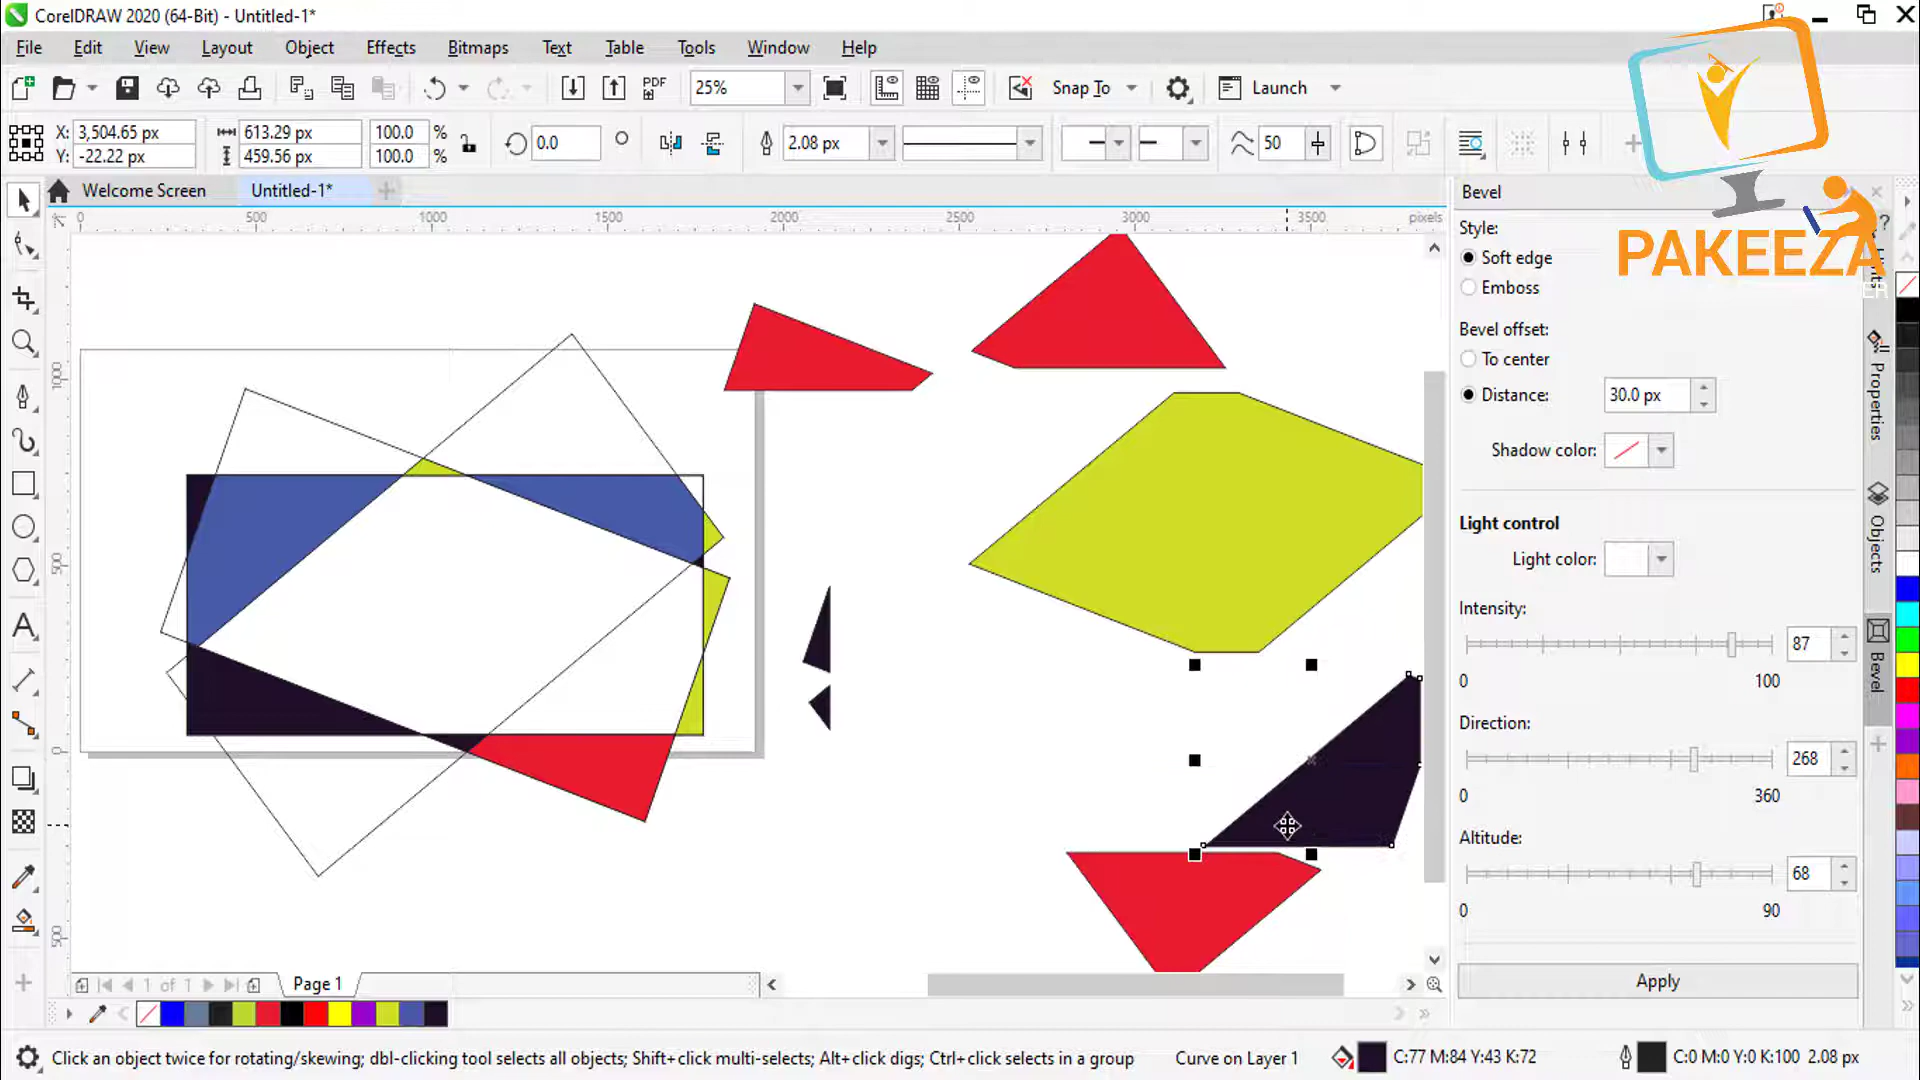 CorelDRAW 2020 (64-Bit) - Untitled-1*
File Edit View Layout Object Effects Bitmaps Text Table Tools Window Help
PDF 25% Snap To Launch
X: 3,504.65 px 613.29 px 100.0 % 0.0 2.08 px 50
Y: -22.22 px 459.56 px 100.0 %
Welcome Screen Untitled-1*
0 500 1000 1500 2000 2500 3000 3500 pixels
1000
500
0
500
Bevel
Style:
Soft edge
Emboss
Bevel offset:
To center
Distance: 30.0 px
Shadow color:
Light control
Light color:
Intensity:
87
0 100
Direction:
268
0 360
Altitude:
68
0 90
Apply
PAKEEZA
ER
Properties
Objects
Bevel
1 of 1 Page 1
Click an object twice for rotating/skewing; dbl-clicking tool selects all objects; Shift+click multi-selects; Alt+click digs; Ctrl+click selects in a group Curve on Layer 1 C:77 M:84 Y:43 K:72 C:0 M:0 Y:0 K:100 2.08 px